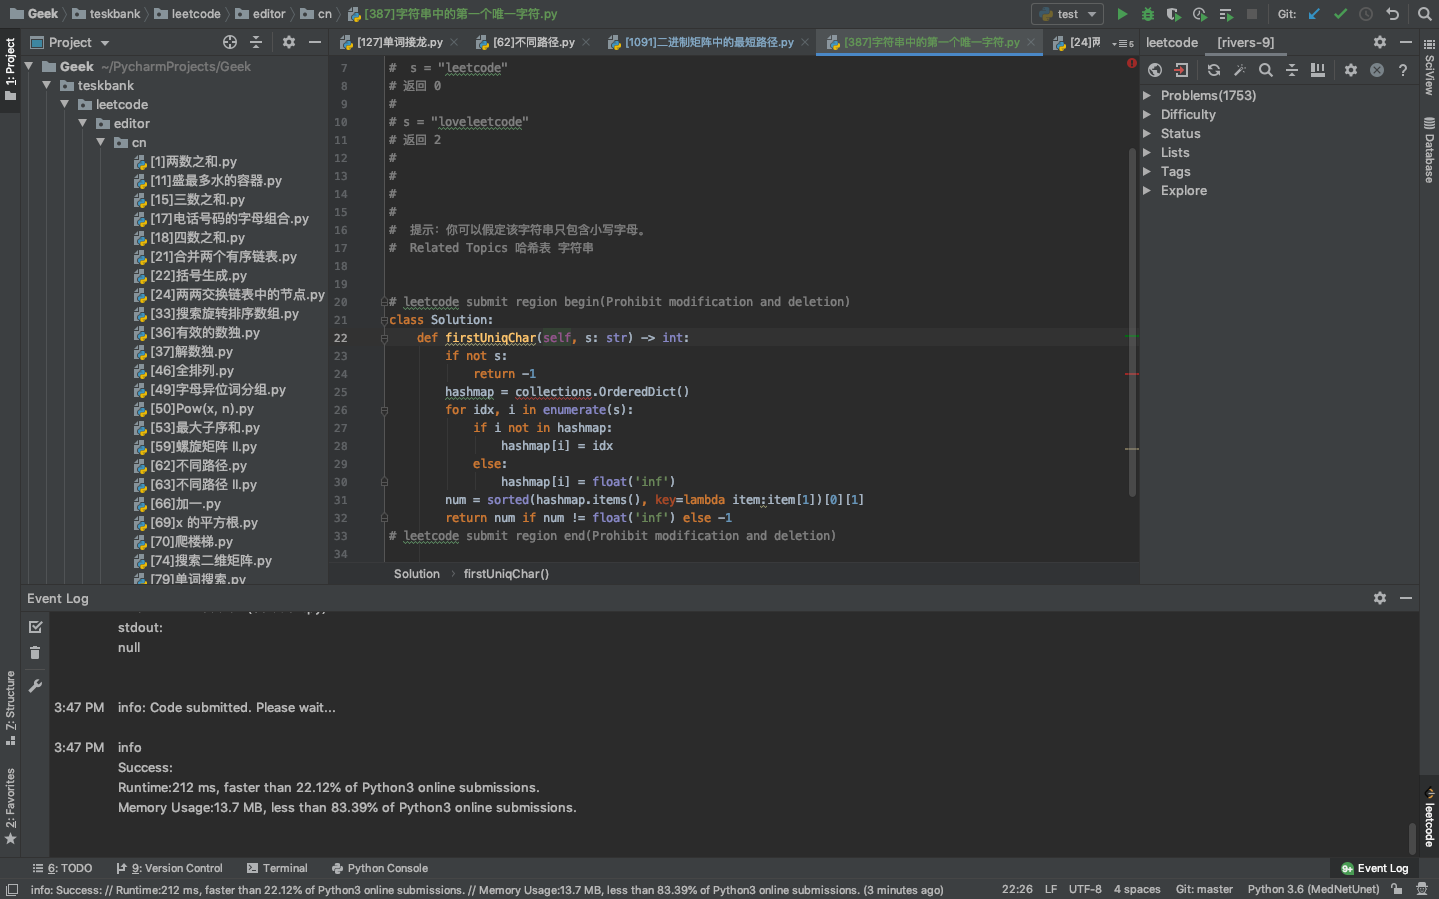 Geek
teskbank
leetcode
editor
cn
[387]字符串中的第一个唯一字符.py
test
Git:
Project
[127]单词接龙.py
[62]不同路径.py
[1091]二进制矩阵中的最短路径.py
[387]字符串中的第一个唯一字符.py
leetcode
[rivers-9]
1: Project
Geek ~/PycharmProjects/Geek
teskbank
leetcode
editor
cn
[1]两数之和.py
[11]盛最多水的容器.py
[15]三数之和.py
[17]电话号码的字母组合.py
[18]四数之和.py
[21]合并两个有序链表.py
[22]括号生成.py
[24]两两交换链表中的节点.py
[33]搜索旋转排序数组.py
[36]有效的数独.py
[37]解数独.py
[46]全排列.py
[49]字母异位词分组.py
[50]Pow(x, n).py
[53]最大子序和.py
[59]螺旋矩阵 II.py
[62]不同路径.py
[63]不同路径 II.py
[66]加一.py
[69]x 的平方根.py
[70]爬楼梯.py
[74]搜索二维矩阵.py
[79]单词搜索.py
7 #  s = "leetcode"
8 # 返回 0
9 #
10 # s = "loveleetcode"
11 # 返回 2
12 #
13 #
14 #
15 #
16 #  提示: 你可以假定该字符串只包含小写字母。
17 #  Related Topics 哈希表 字符串
18
19
20 # leetcode submit region begin(Prohibit modification and deletion)
21 class Solution:
22     def firstUniqChar(self, s: str) -> int:
23         if not s:
24             return -1
25         hashmap = collections.OrderedDict()
26         for idx, i in enumerate(s):
27             if i not in hashmap:
28                 hashmap[i] = idx
29             else:
30                 hashmap[i] = float('inf')
31         num = sorted(hashmap.items(), key=lambda item:item[1])[0][1]
32         return num if num != float('inf') else -1
33 # leetcode submit region end(Prohibit modification and deletion)
34
Solution
firstUniqChar()
Problems(1753)
Difficulty
Status
Lists
Tags
Explore
SciView
Database
leetcode
Event Log
stdout:
null
3:47 PM info: Code submitted. Please wait...
3:47 PM info
Success:
Runtime:212 ms, faster than 22.12% of Python3 online submissions.
Memory Usage:13.7 MB, less than 83.39% of Python3 online submissions.
7: Structure
2: Favorites
6: TODO
9: Version Control
Terminal
Python Console
9+ Event Log
info: Success: // Runtime:212 ms, faster than 22.12% of Python3 online submissions. // Memory Usage:13.7 MB, less than 83.39% of Python3 online submissions. (3 minutes ago)
22:26
LF
UTF-8
4 spaces
Git: master
Python 3.6 (MedNetUnet)